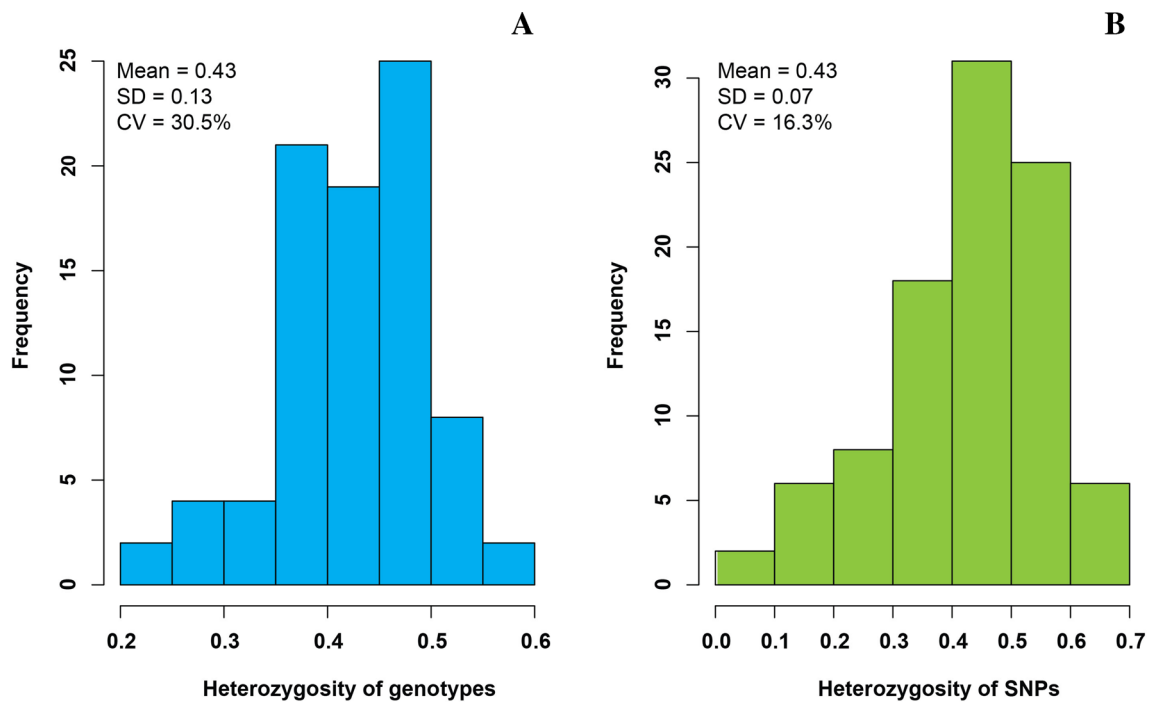 A
Mean = 0.43
SD = 0.13
CV = 30.5%
Frequency
25
20
15
10
5
0
0.2 0.3 0.4 0.5 0.6
Heterozygosity of genotypes
B
Mean = 0.43
SD = 0.07
CV = 16.3%
Frequency
30
25
20
15
10
5
0
0.0 0.1 0.2 0.3 0.4 0.5 0.6 0.7
Heterozygosity of SNPs